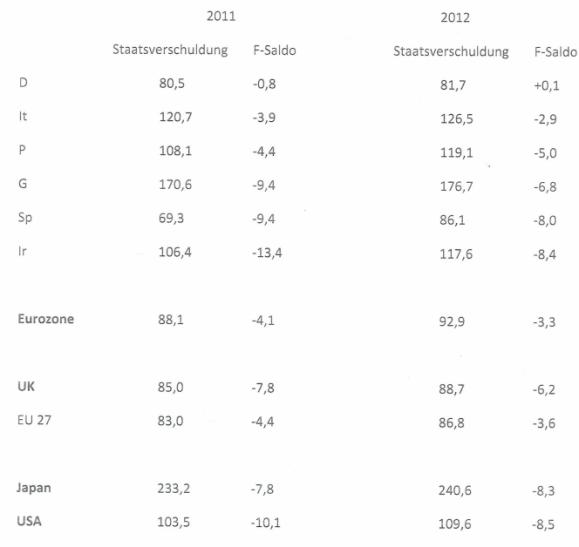 2011 2012
Staatsverschuldung F-Saldo Staatsverschuldung F-Saldo
D 80,5 -0,8 81,7 +0,1
It 120,7 -3,9 126,5 -2,9
P 108,1 -4,4 119,1 -5,0
G 170,6 -9,4 176,7 -6,8
Sp 69,3 -9,4 86,1 -8,0
Ir 106,4 -13,4 117,6 -8,4
Eurozone 88,1 -4,1 92,9 -3,3
UK 85,0 -7,8 88,7 -6,2
EU 27 83,0 -4,4 86,8 -3,6
Japan 233,2 -7,8 240,6 -8,3
USA 103,5 -10,1 109,6 -8,5